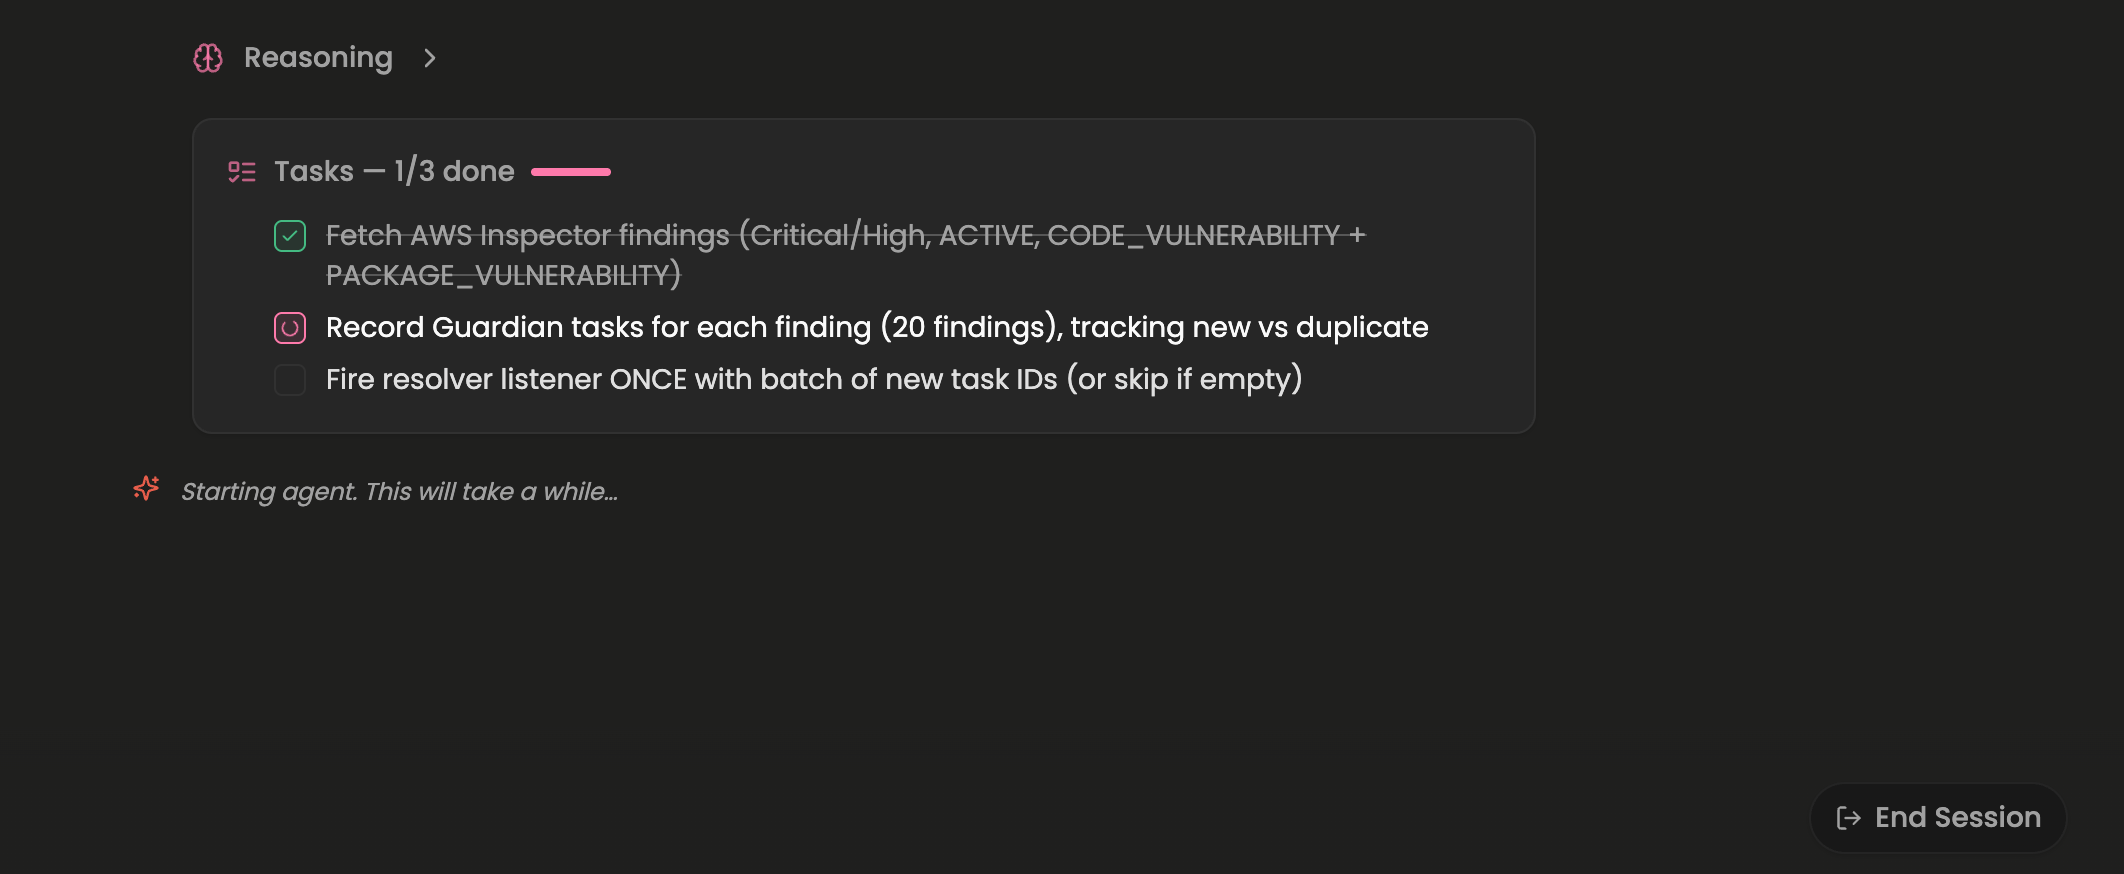 Reasoning
Tasks — 1/3 done
Fetch AWS Inspector findings (Critical/High, ACTIVE, CODE_VULNERABILITY +
PACKAGE_VULNERABILITY)
Record Guardian tasks for each finding (20 findings), tracking new vs duplicate
Fire resolver listener ONCE with batch of new task IDs (or skip if empty)
Starting agent. This will take a while...
End Session